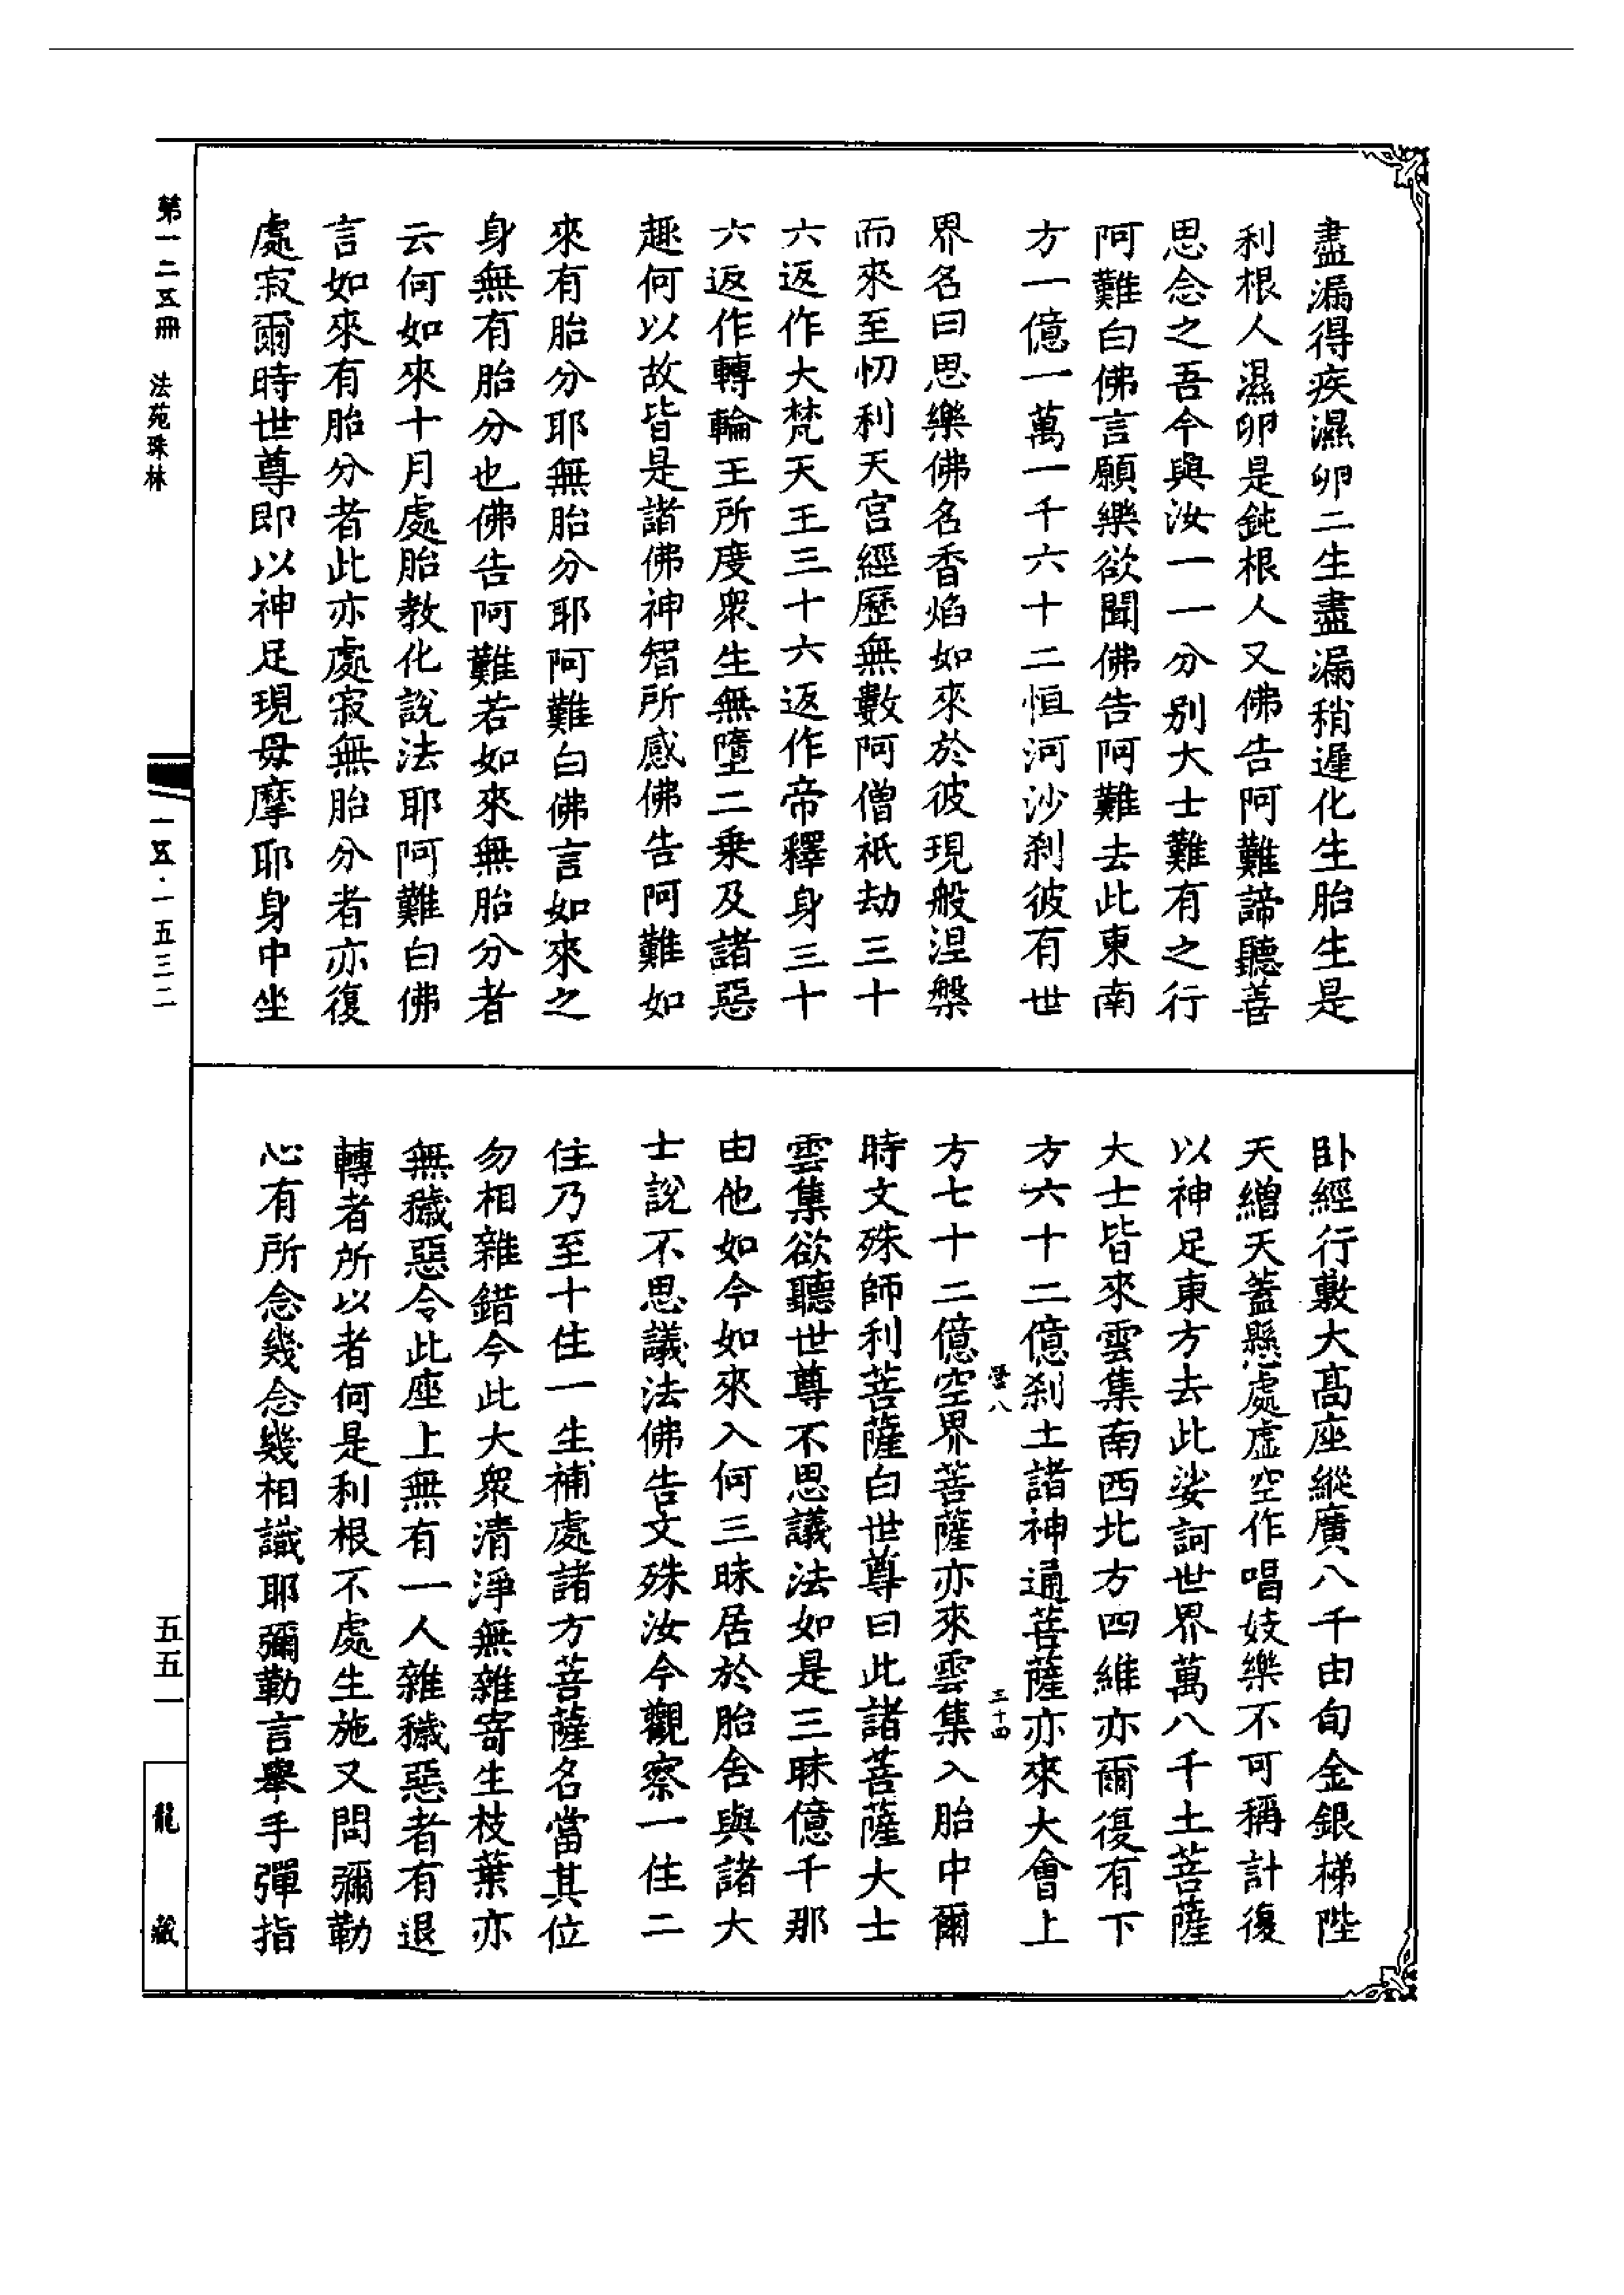 盡漏得疾濕卵二生盡漏稍遲化生胎生是
利根人濕卵是鈍根人又佛告阿難諦聽善
思念之吾今與汝一一分別大士難有之行
阿難白佛言願樂欲聞佛告阿難去此東南
方一億一萬一千六十二恒河沙刹彼有世
界名曰思樂佛名香焰如來於彼現般涅槃
而來至忉利天宮經歷無數阿僧祇劫三十
六返作大梵天王三十六返作帝釋身三十
六返作轉輪王所度衆生無墮二乘及諸惡
趣何以故皆是諸佛神智所感佛告阿難如
來有胎分耶無胎分耶阿難白佛言如來之
身無有胎分也佛告阿難若如來無胎分者
云何如來十月處胎教化說法耶阿難白佛
言如來有胎分者此亦處寂無胎分者亦復
處寂爾時世尊即以神足現母摩耶身中坐
卧經行敷大高座縱廣八千由旬金銀梯陛
天繒天蓋懸處虛空作唱妓樂不可稱計復
以神足東方去此娑訶世界萬八千土菩薩
大士皆來雲集南西北方四維亦爾復有下
方六十二億刹土諸神通菩薩亦來大會上
方七十二億空界菩薩亦來雲集入胎中爾
時文殊師利菩薩白世尊曰此諸菩薩大士
雲集欲聽世尊不思議法如是三昧億千那
由他如今如來入何三昧居於胎舍與諸大
士說不思議法佛告文殊汝今觀察一住二
住乃至十住一生補處諸方菩薩名當其位
勿相雜錯今此大衆清淨無雜寄生枝葉亦
無穢惡令此座上無有一人雜穢惡者有退
轉者所以者何是利根不處生施又問彌勒
心有所念幾念幾相識耶彌勒言舉手彈指
八
三十四
第一二五冊 法苑珠林
一五·一五三二
五五一
龍藏